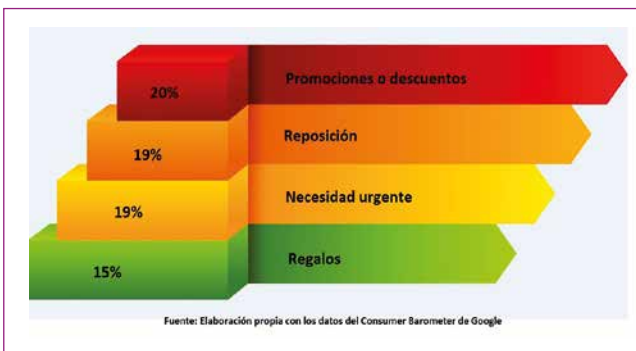 20% Promociones o descuentos
19% Reposición
19% Necesidad urgente
15% Regalos
Fuente: Elaboración propia con los datos del Consumer Barometer de Google